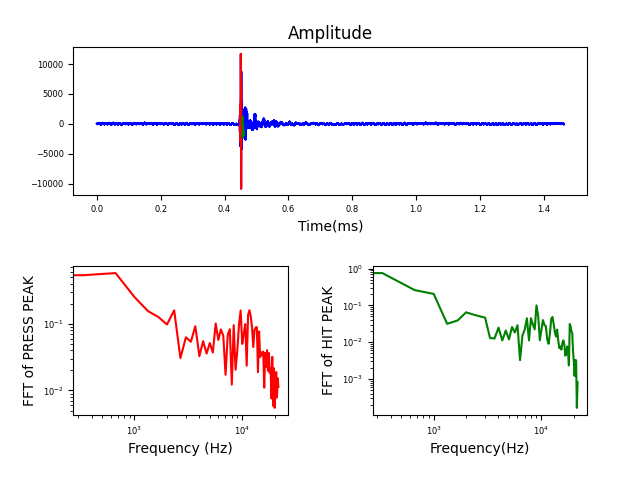 Amplitude
10000
5000
0
−5000
−10000
0.0 0.2 0.4 0.6 0.8 1.0 1.2 1.4
Time(ms)
FFT of PRESS PEAK
10⁻¹
10⁻²
10³ 10⁴
Frequency (Hz)
FFT of HIT PEAK
10⁰
10⁻¹
10⁻²
10⁻³
10³ 10⁴
Frequency(Hz)